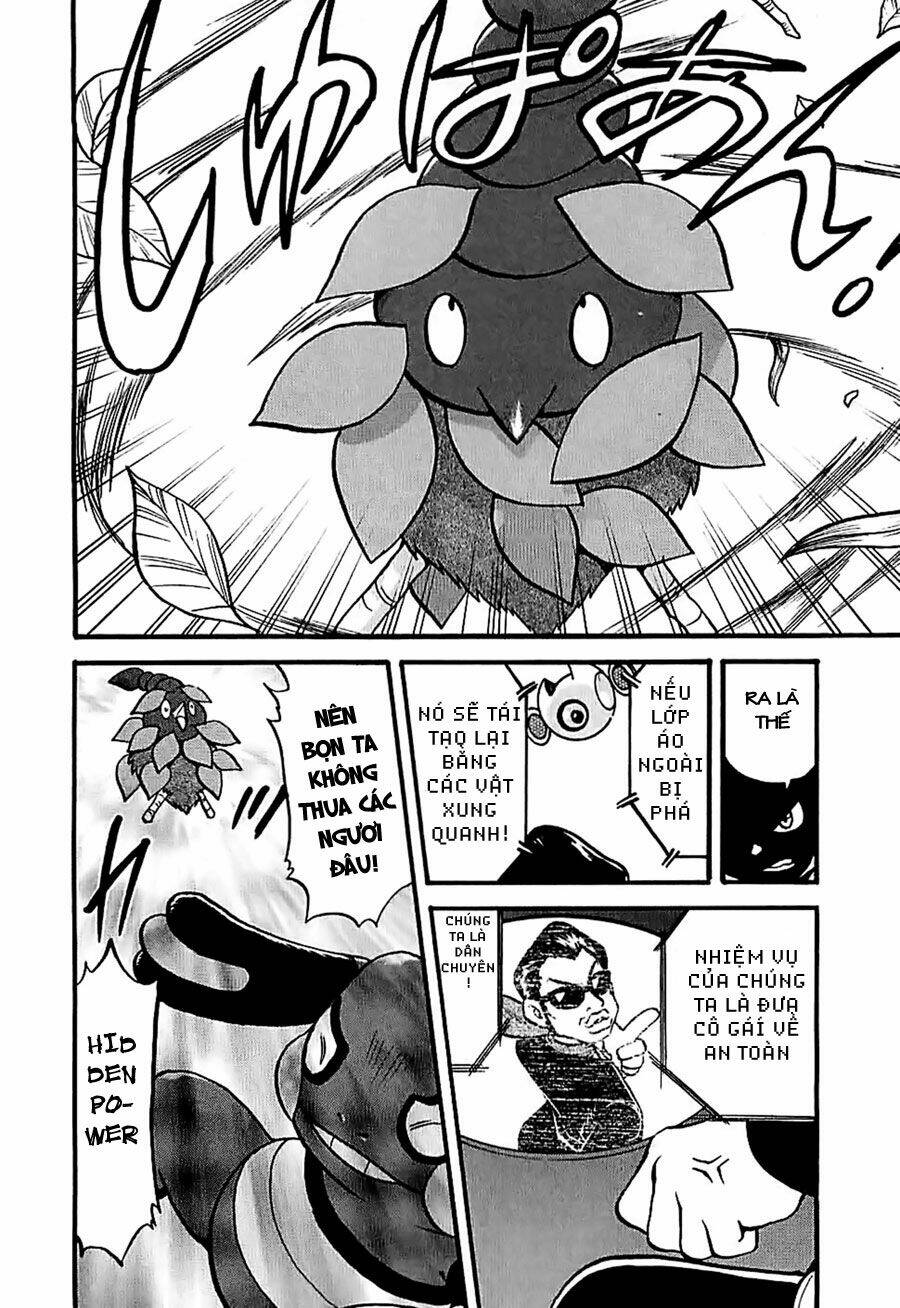 しゅぱあん!
RA LÀ
THẾ
NẾU
LỚP
ÁO
NGOÀI
BỊ
PHÁ
NÓ SẼ TÁI
TẠO LẠI
BẰNG
CÁC VẬT
XUNG
QUANH!
NHIỆM VỤ
CỦA CHÚNG
TA LÀ ĐƯA
CÔ GÁI VỀ
AN TOÀN
CHÚNG
TA LÀ
DÂN
CHUYÊN
!
NÊN
BỌN TA
KHÔNG
THUA CÁC
NGƯƠI
ĐÂU!
HID
DEN
PO-
WER